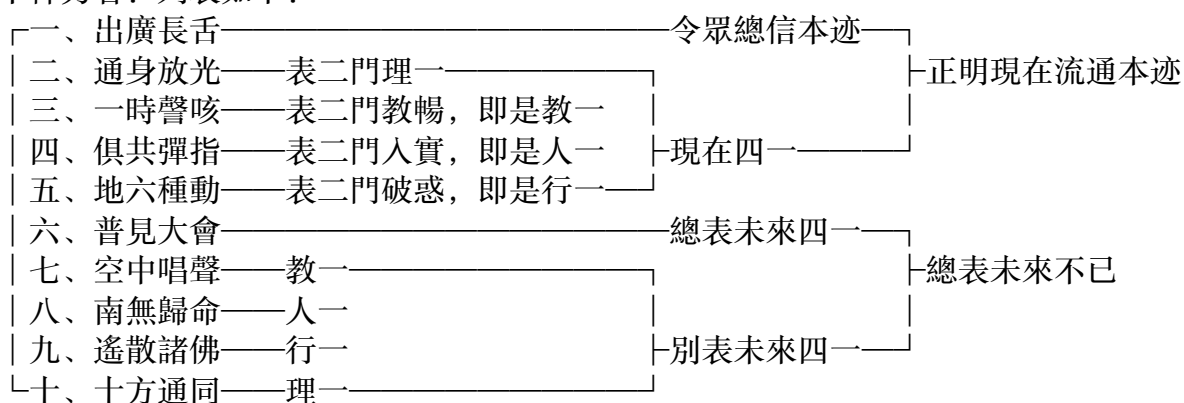 ┌一、出廣長舌──────────────令眾總信本迹─┐
│二、通身放光──表二門理一──────┐ ├正明現在流通本迹
│三、一時謦咳──表二門教暢，即是教一 │ │
│四、俱共彈指──表二門入實，即是人一 ├現在四一───┘
│五、地六種動──表二門破惑，即是行一─┘
│六、普見大會──────────────總表未來四一─┐
│七、空中唱聲──教一─────────┐ ├總表未來不已
│八、南無歸命──人一 │ │
│九、遙散諸佛──行一 ├別表未來四一─┘
└十、十方通同──理一─────────┘